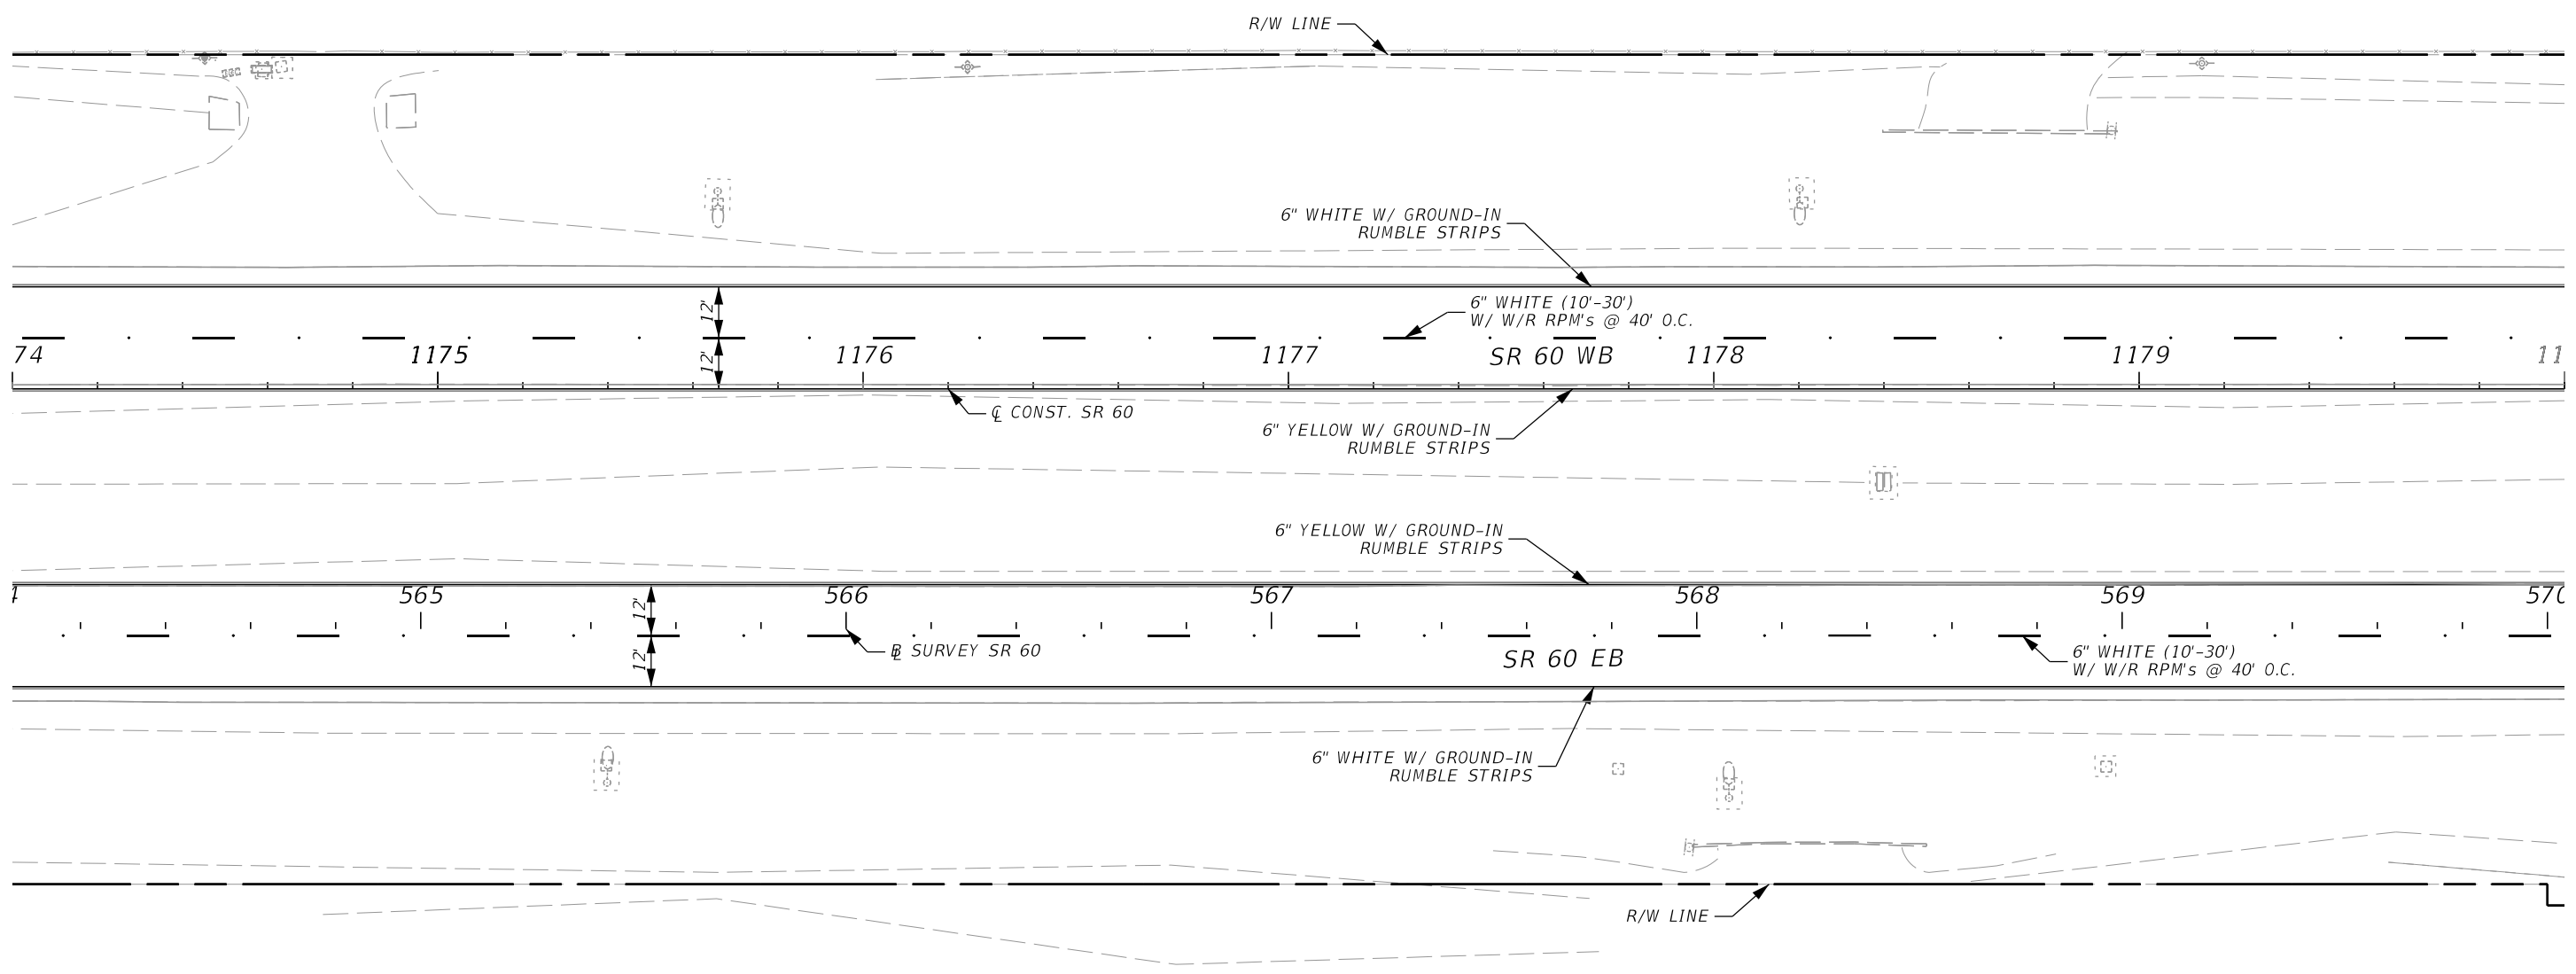 R/W LINE
6" WHITE W/ GROUND-IN
RUMBLE STRIPS
12'
6" WHITE (10'-30')
W/ W/R RPM's @ 40' O.C.
74
1175
1176
1177
SR 60 WB
1178
1179
11
12'
℄ CONST. SR 60
6" YELLOW W/ GROUND-IN
RUMBLE STRIPS
6" YELLOW W/ GROUND-IN
RUMBLE STRIPS
565
566
567
568
569
570
12'
12'
B̲L SURVEY SR 60
SR 60 EB
6" WHITE (10'-30')
W/ W/R RPM's @ 40' O.C.
6" WHITE W/ GROUND-IN
RUMBLE STRIPS
R/W LINE